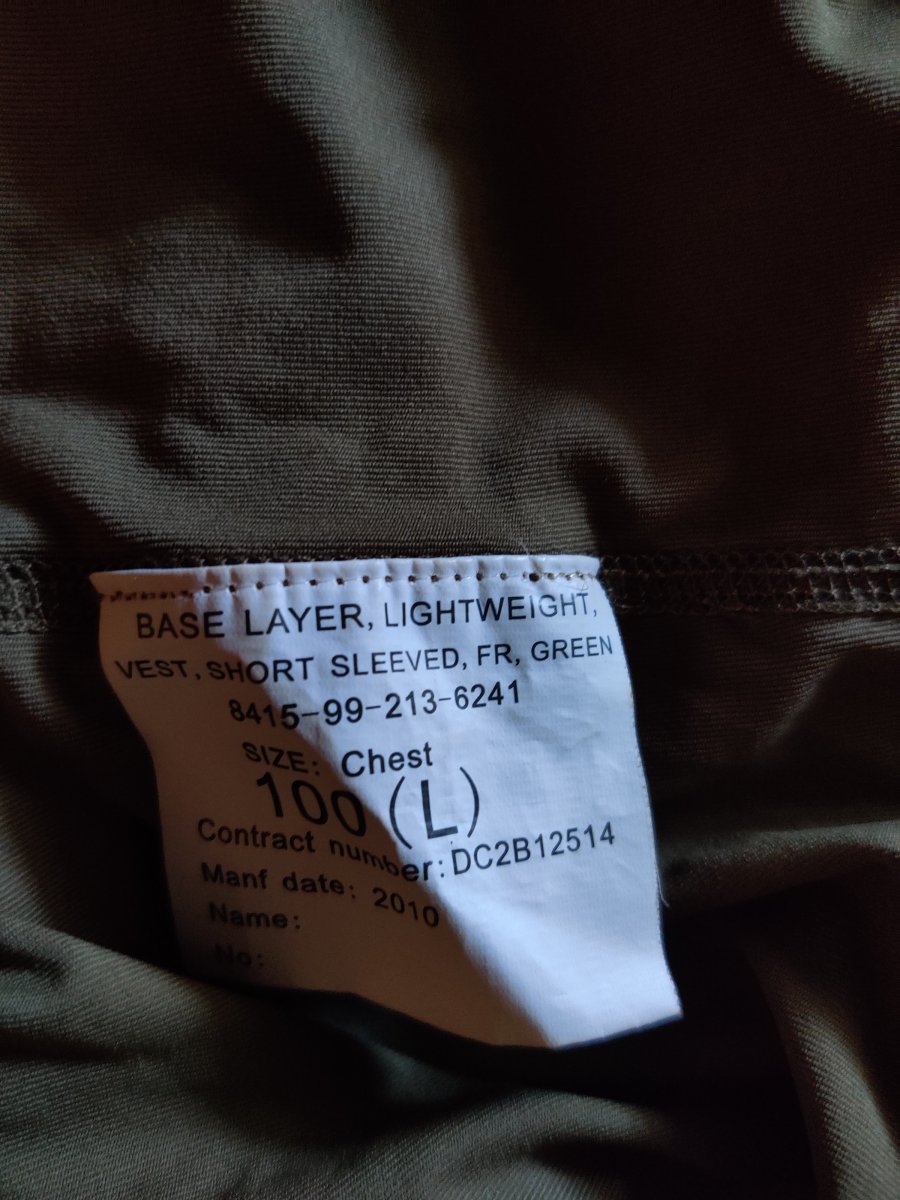 BASE LAYER, LIGHTWEIGHT,
VEST, SHORT SLEEVED, FR, GREEN
8415-99-213-6241
SIZE: Chest
100 (L)
Contract number: DC2B12514
Manf date: 2010
Name:
No: